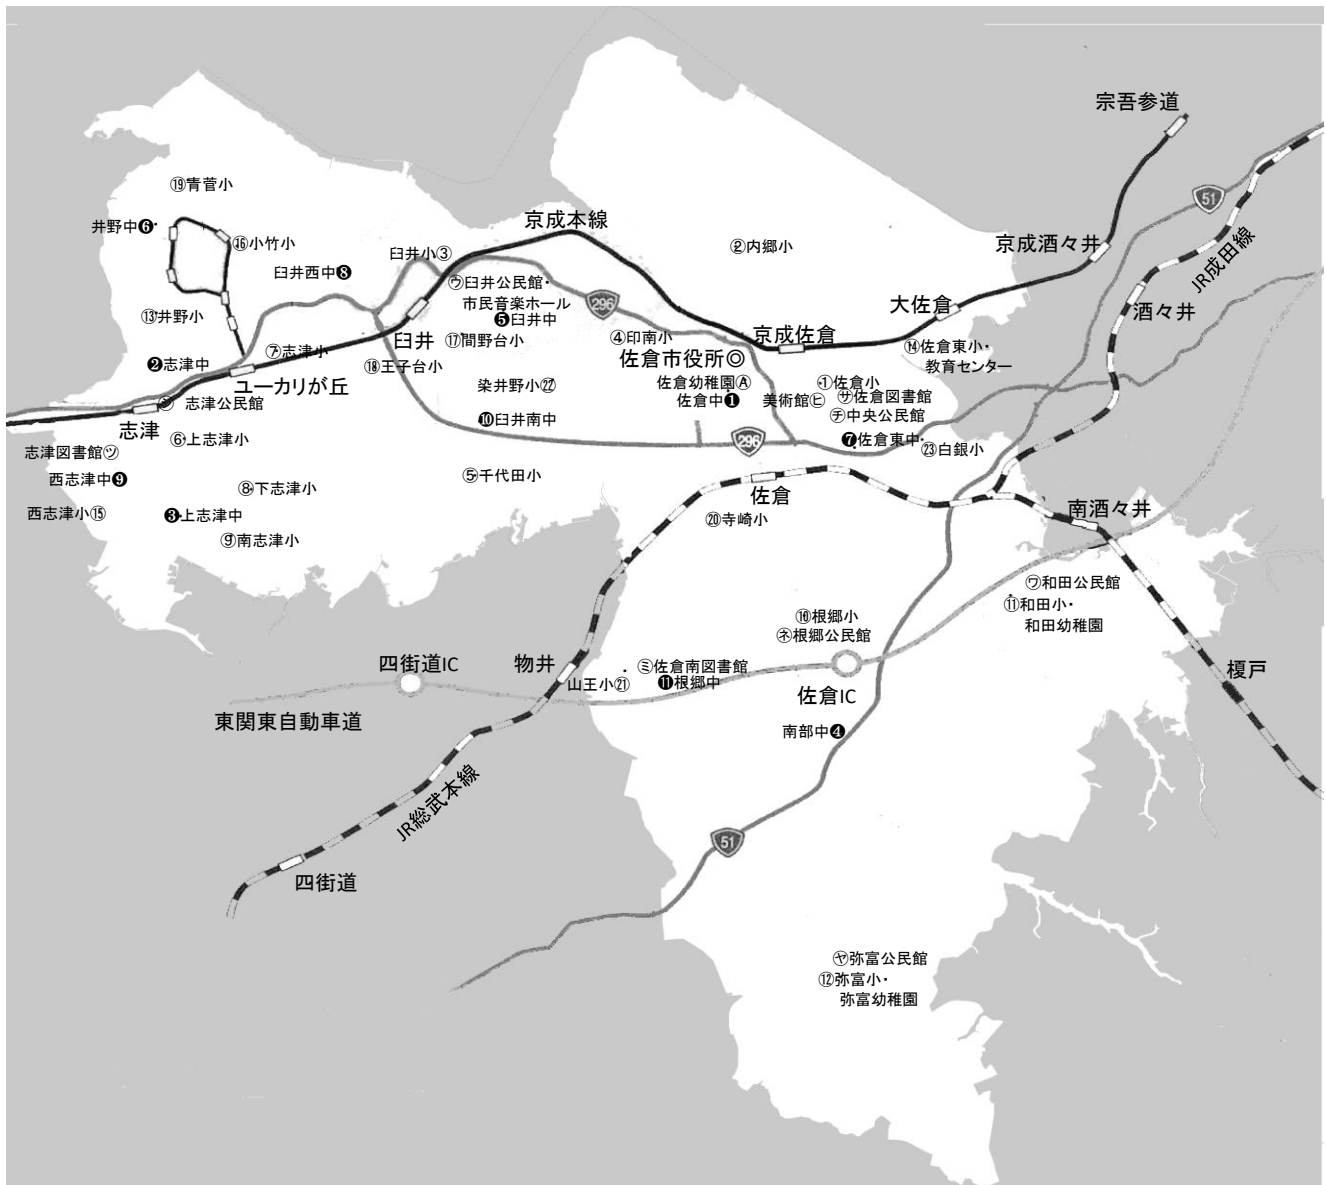 宗吾参道
51
⑲青菅小
京成本線
井野中❻
⑯小竹小
②内郷小
京成酒々井
JR成田線
臼井小③
臼井西中❽
㋒臼井公民館・
市民音楽ホール
❺臼井中
296
大佐倉
酒々井
⑬井野小
⑰間野台小
臼井
④印南小
京成佐倉
⑭佐倉東小・
教育センター
❷志津中
⑦志津小
⑱王子台小
佐倉市役所◎
ユーカリが丘
染井野小㉒
佐倉幼稚園Ⓐ
①佐倉小
佐倉中❶
美術館㋪
㋚佐倉図書館
㋛志津公民館
㋠中央公民館
志津
❿臼井南中
⑥上志津小
296
❼佐倉東中
㉓白銀小
志津図書館㋡
西志津中❾
⑤千代田小
⑧下志津小
佐倉
西志津小⑮
❸上志津中
⑳寺崎小
南酒々井
⑨南志津小
㋻和田公民館
⑪和田小・
和田幼稚園
⑩根郷小
㋧根郷公民館
四街道IC
物井
㋯佐倉南図書館
山王小㉑
⓫根郷中
佐倉IC
榎戸
東関東自動車道
南部中❹
JR総武本線
51
四街道
㋳弥富公民館
⑫弥富小・
弥富幼稚園